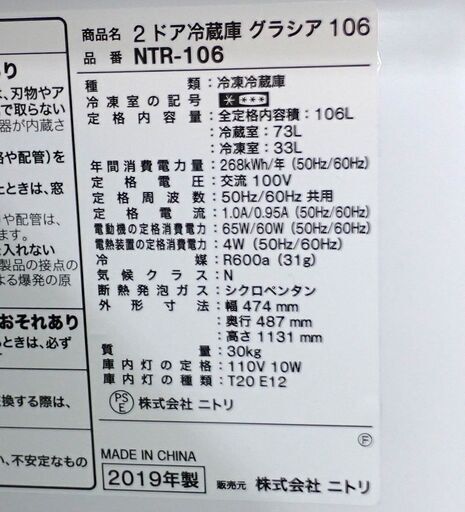 商品名 2ドア冷蔵庫 グラシア 106
品番 NTR-106
種類：冷凍冷蔵庫
冷凍室の記号：
定格内容積：全定格内容積：106L
：冷蔵室：73L
：冷凍室：33L
年間消費電力量：268kWh/年 (50Hz/60Hz)
定格電圧：交流 100V
定格周波数：50Hz/60Hz 共用
定格電流：1.0A/0.95A (50Hz/60Hz)
電動機の定格消費電力：65W/60W (50Hz/60Hz)
電熱装置の定格消費電力：4W (50Hz/60Hz)
冷媒：R600a (31g)
気候クラス：N
断熱発泡ガス：シクロペンタン
外形寸法：幅 474 mm
：奥行 487 mm
：高さ 1131 mm
質量：30kg
庫内灯の定格：110V 10W
庫内灯の種類：T20 E12
PSE 株式会社 ニトリ
F
MADE IN CHINA
2019年製 販売元 株式会社 ニトリ
あり
、刃物やア
で取らない
器が内蔵さ
や配管)を
ときは、窓
や配管は、
ます。
を入れない
製品の接点の
よる爆発の原
おそれあり
るときは、必ず
換する際は、
い、不安定なもの